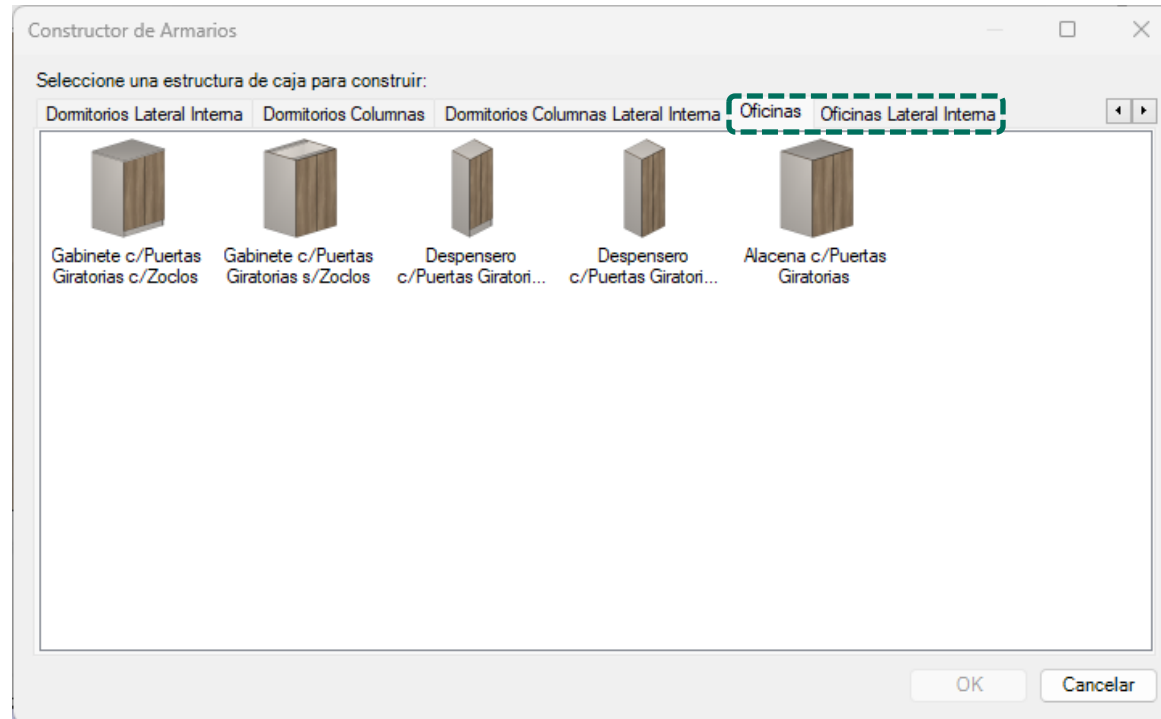 Constructor de Armarios
Seleccione una estructura de caja para construir:
Dormitorios Lateral Interna Dormitorios Columnas Dormitorios Columnas Lateral Interna Oficinas Oficinas Lateral Interna
Gabinete c/Puertas
Giratorias c/Zoclos
Gabinete c/Puertas
Giratorias s/Zoclos
Despensero
c/Puertas Giratori...
Despensero
c/Puertas Giratori...
Alacena c/Puertas
Giratorias
OK Cancelar